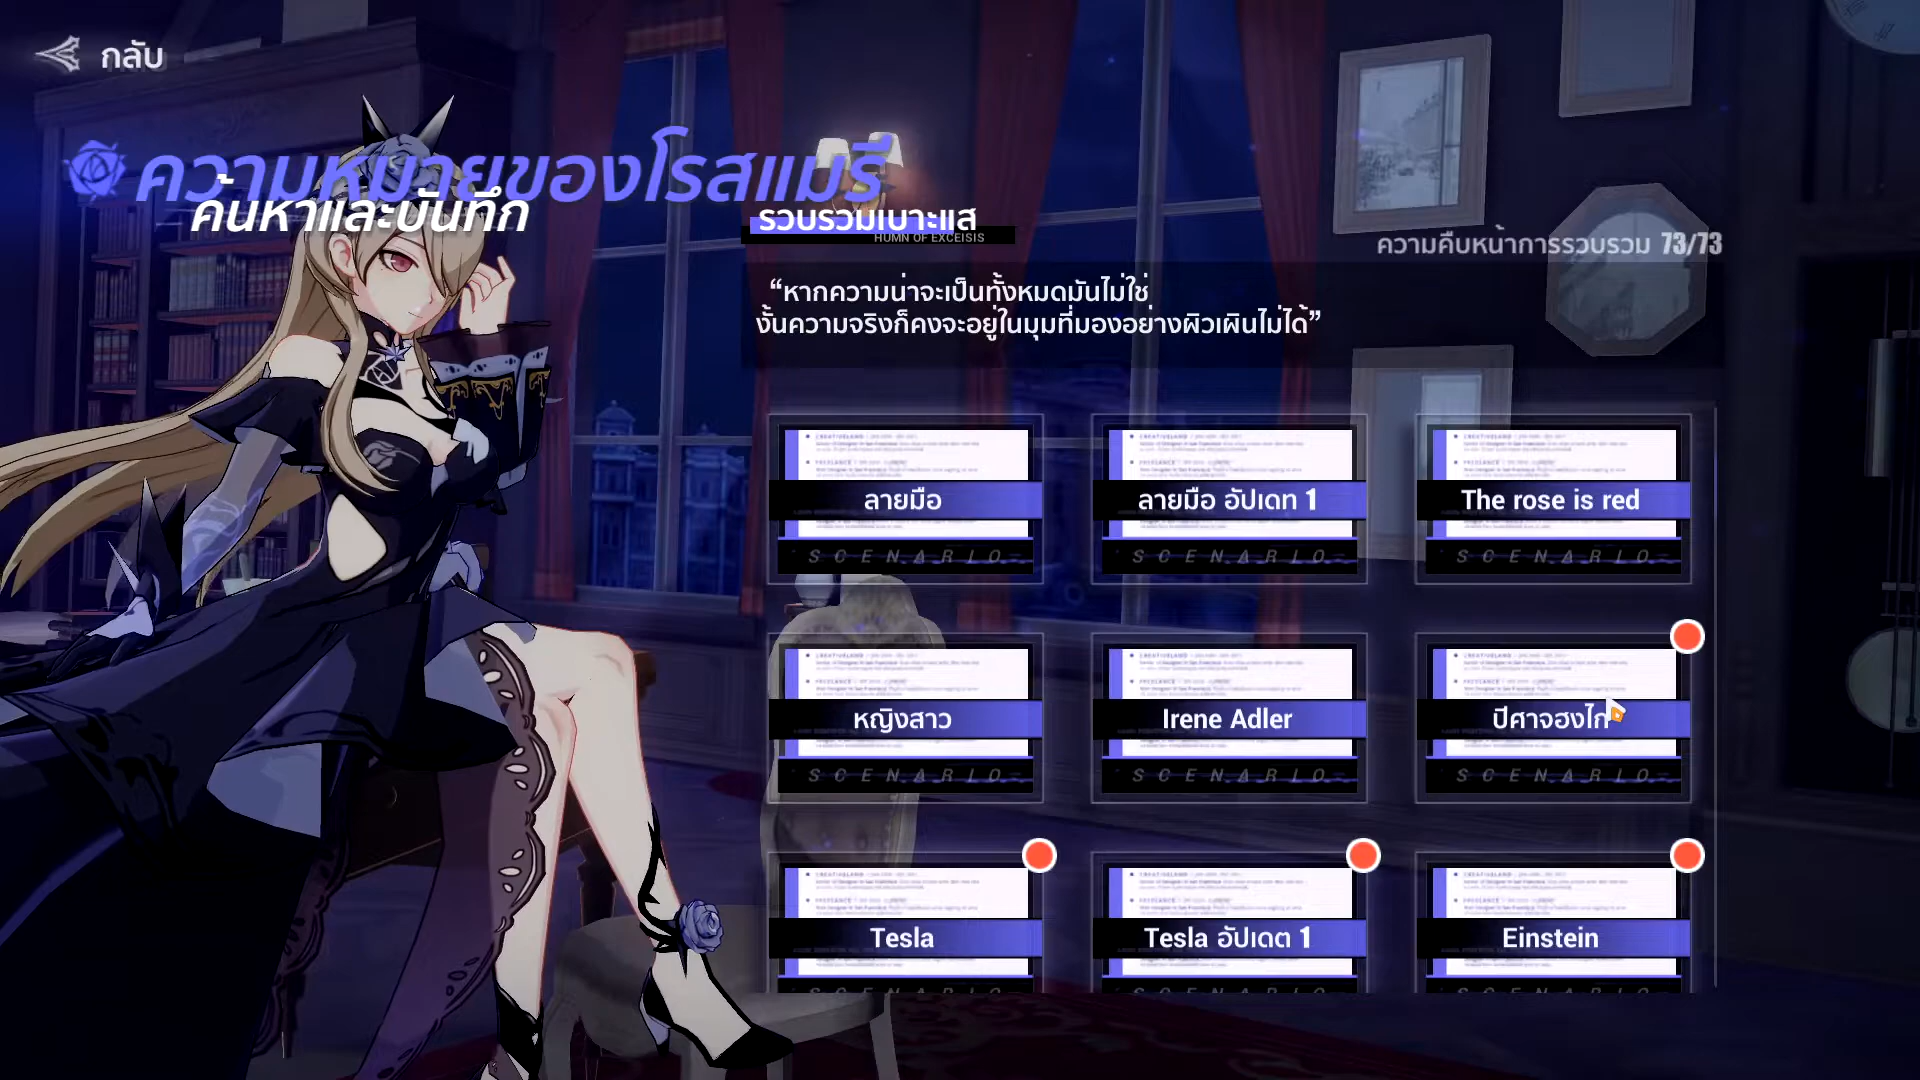 กลับ
ความหมายของโรสแมรี่
ค้นหาและบันทึก
รวบรวมเบาะแส
HUMN OF EXCEISIS
ความคืบหน้าการรวบรวม 73/73
“หากความน่าจะเป็นทั้งหมดมันไม่ใช่
งั้นความจริงก็คงจะอยู่ในมุมที่มองอย่างผิวเผินไม่ได้”
ลายมือ
SCENARIO
ลายมือ อัปเดท 1
SCENARIO
The rose is red
SCENARIO
หญิงสาว
SCENARIO
Irene Adler
SCENARIO
ปีศาจฮงไก
SCENARIO
Tesla
Tesla อัปเดต 1
Einstein